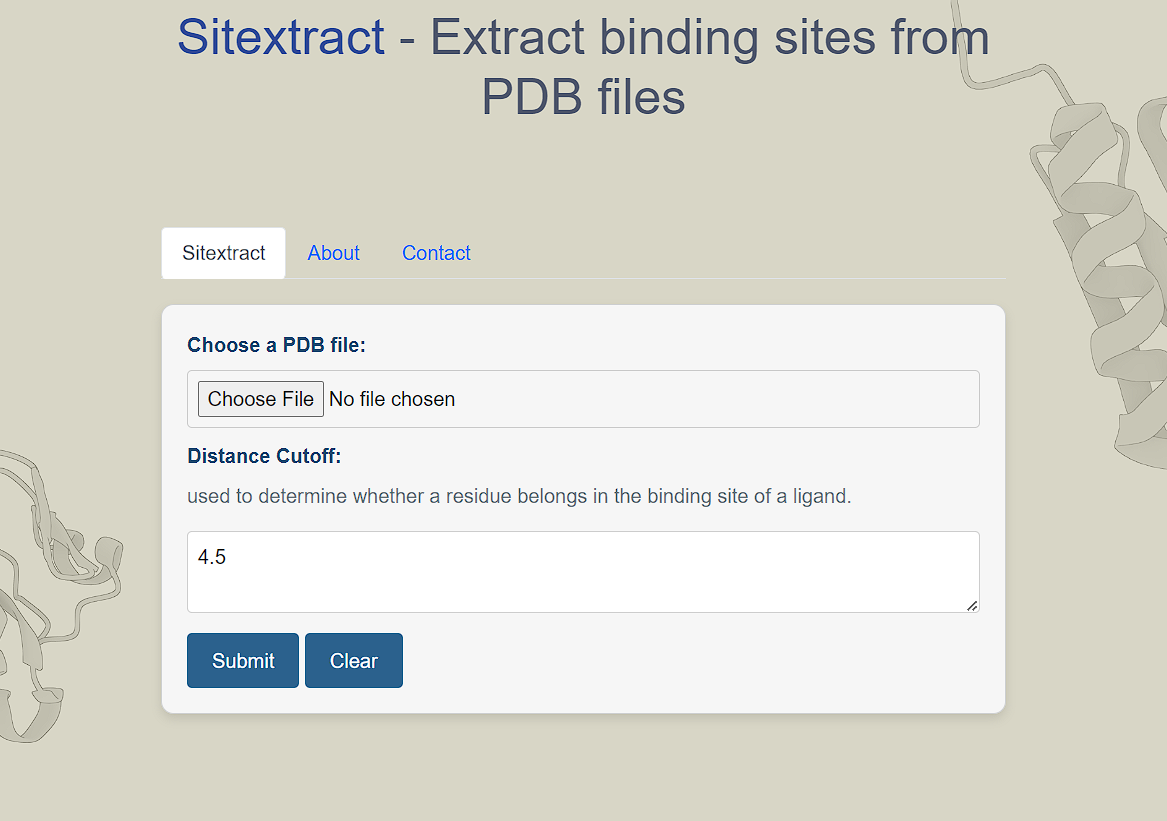 Sitextract - Extract binding sites from
PDB files
Sitextract About Contact
Choose a PDB file:
Choose File No file chosen
Distance Cutoff:
used to determine whether a residue belongs in the binding site of a ligand.
4.5
Submit Clear